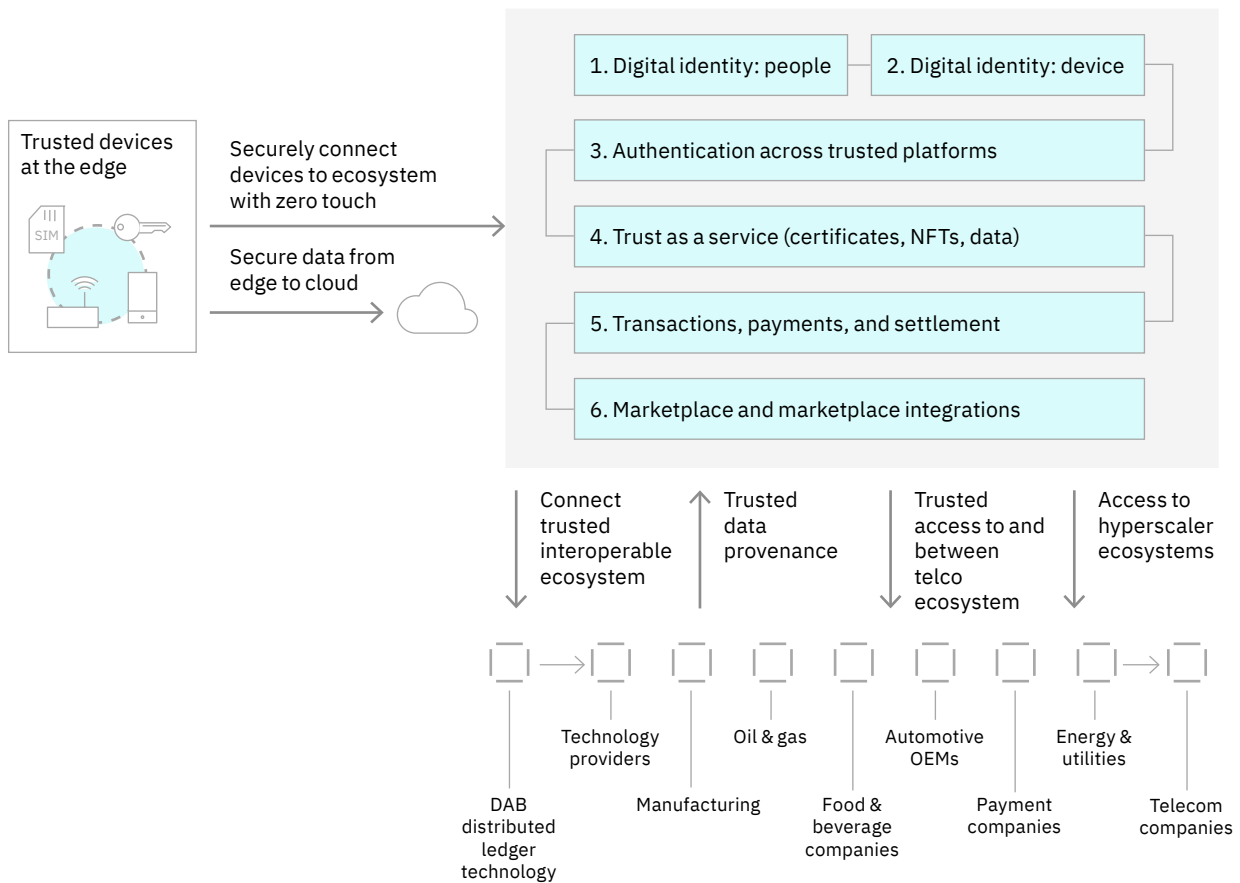 Trusted devices
at the edge
SIM
Securely connect
devices to ecosystem
with zero touch
Secure data from
edge to cloud
1. Digital identity: people
2. Digital identity: device
3. Authentication across trusted platforms
4. Trust as a service (certificates, NFTs, data)
5. Transactions, payments, and settlement
6. Marketplace and marketplace integrations
Connect
trusted
interoperable
ecosystem
Trusted
data
provenance
Trusted
access to and
between
telco
ecosystem
Access to
hyperscaler
ecosystems
DAB
distributed
ledger
technology
Technology
providers
Manufacturing
Oil & gas
Food &
beverage
companies
Automotive
OEMs
Payment
companies
Energy &
utilities
Telecom
companies